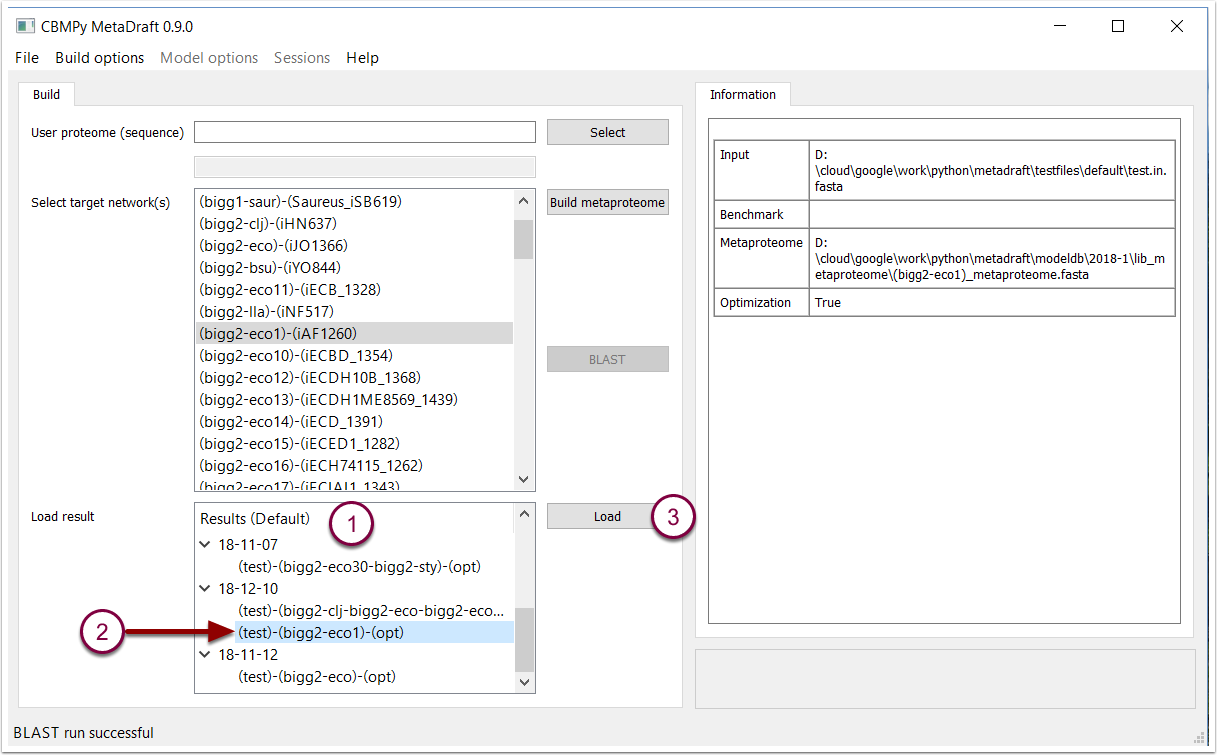 CBMPy MetaDraft 0.9.0
File Build options Model options Sessions Help
Build
User proteome (sequence)
Select
Select target network(s)
(bigg1-saur)-(Saureus_iSB619)
(bigg2-clj)-(iHN637)
(bigg2-eco)-(iJO1366)
(bigg2-bsu)-(iYO844)
(bigg2-eco11)-(iECB_1328)
(bigg2-lla)-(iNF517)
(bigg2-eco1)-(iAF1260)
(bigg2-eco10)-(iECBD_1354)
(bigg2-eco12)-(iECDH10B_1368)
(bigg2-eco13)-(iECDH1ME8569_1439)
(bigg2-eco14)-(iECD_1391)
(bigg2-eco15)-(iECED1_1282)
(bigg2-eco16)-(iECH74115_1262)
(bigg2-eco17)-(iECIAI1_1343)
Build metaproteome
BLAST
Load result
Results (Default)
1
18-11-07
(test)-(bigg2-eco30-bigg2-sty)-(opt)
18-12-10
(test)-(bigg2-clj-bigg2-eco-bigg2-eco...
2
(test)-(bigg2-eco1)-(opt)
18-11-12
(test)-(bigg2-eco)-(opt)
Load
3
Information
Input
D:
\cloud\google\work\python\metadraft\testfiles\default\test.in.
fasta
Benchmark
Metaproteome
D:
\cloud\google\work\python\metadraft\modeldb\2018-1\lib_m
etaproteome\(bigg2-eco1)_metaproteome.fasta
Optimization
True
BLAST run successful